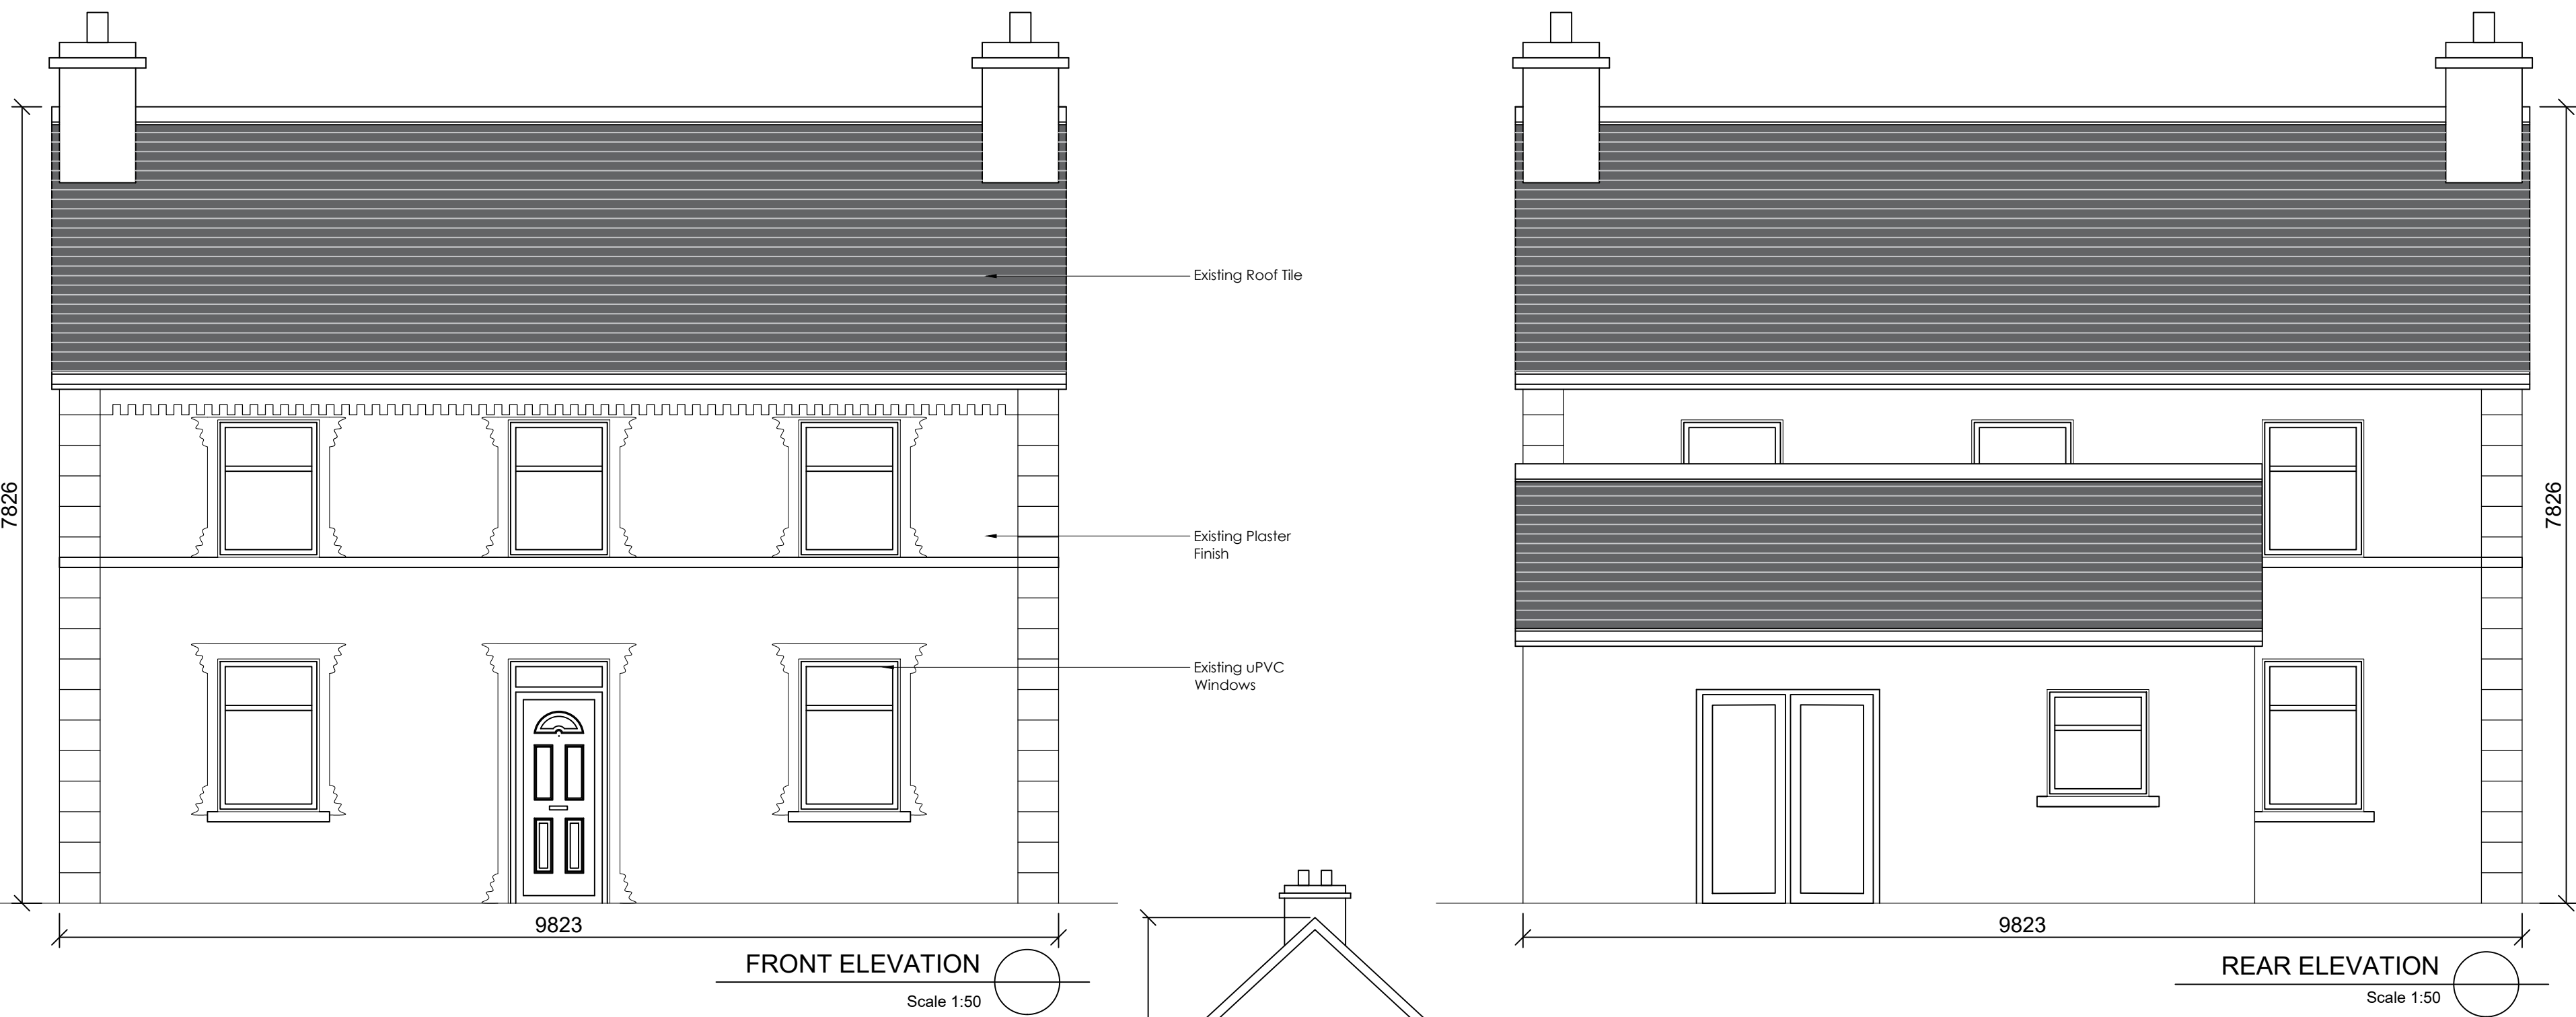 Existing Roof Tile
7826
Existing Plaster
Finish
Existing uPVC
Windows
9823
FRONT ELEVATION
Scale 1:50
7826
9823
REAR ELEVATION
Scale 1:50